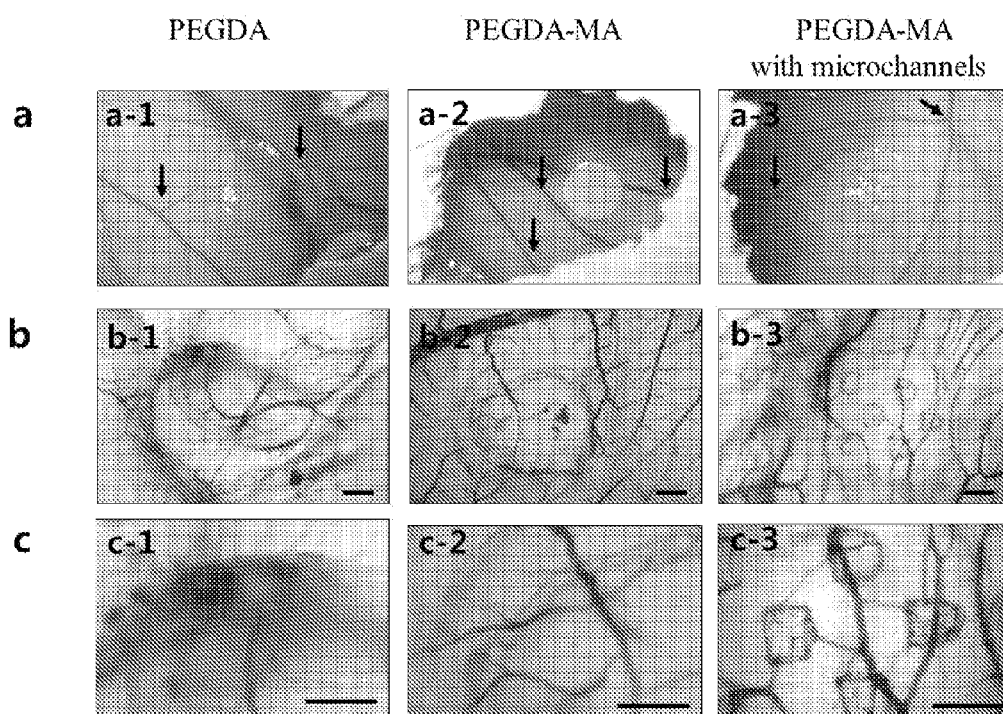 PEGDA
PEGDA-MA
PEGDA-MA
with microchannels
a
a-1
a-2
a-3
b
b-1
b-2
b-3
c
c-1
c-2
c-3